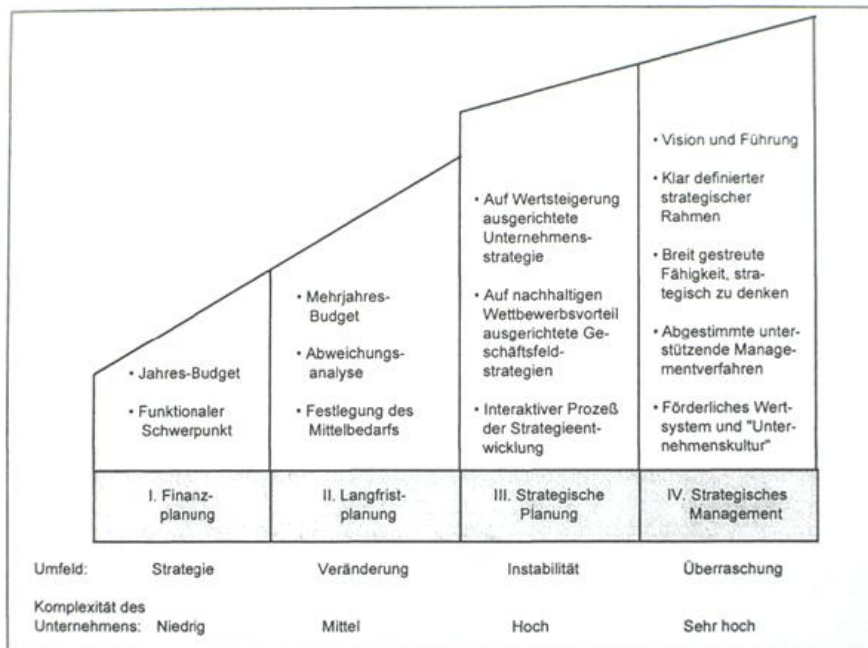 • Jahres-Budget
• Funktionaler
Schwerpunkt
• Mehrjahres-
Budget
• Abweichungs-
analyse
• Festlegung des
Mittelbedarfs
• Auf Wertsteigerung
ausgerichtete
Unternehmens-
strategie
• Auf nachhaltigen
Wettbewerbsvorteil
ausgerichtete Ge-
schäftsfeld-
strategien
• Interaktiver Prozeß
der Strategieent-
wicklung
• Vision und Führung
• Klar definierter
strategischer
Rahmen
• Breit gestreute
Fähigkeit, stra-
tegisch zu denken
• Abgestimmte unter-
stützende Manage-
mentverfahren
• Förderliches Wert-
system und "Unter-
nehmenskultur"
I. Finanz-
planung
II. Langfrist-
planung
III. Strategische
Planung
IV. Strategisches
Management
Umfeld: Strategie Veränderung Instabilität Überraschung
Komplexität des
Unternehmens: Niedrig Mittel Hoch Sehr hoch